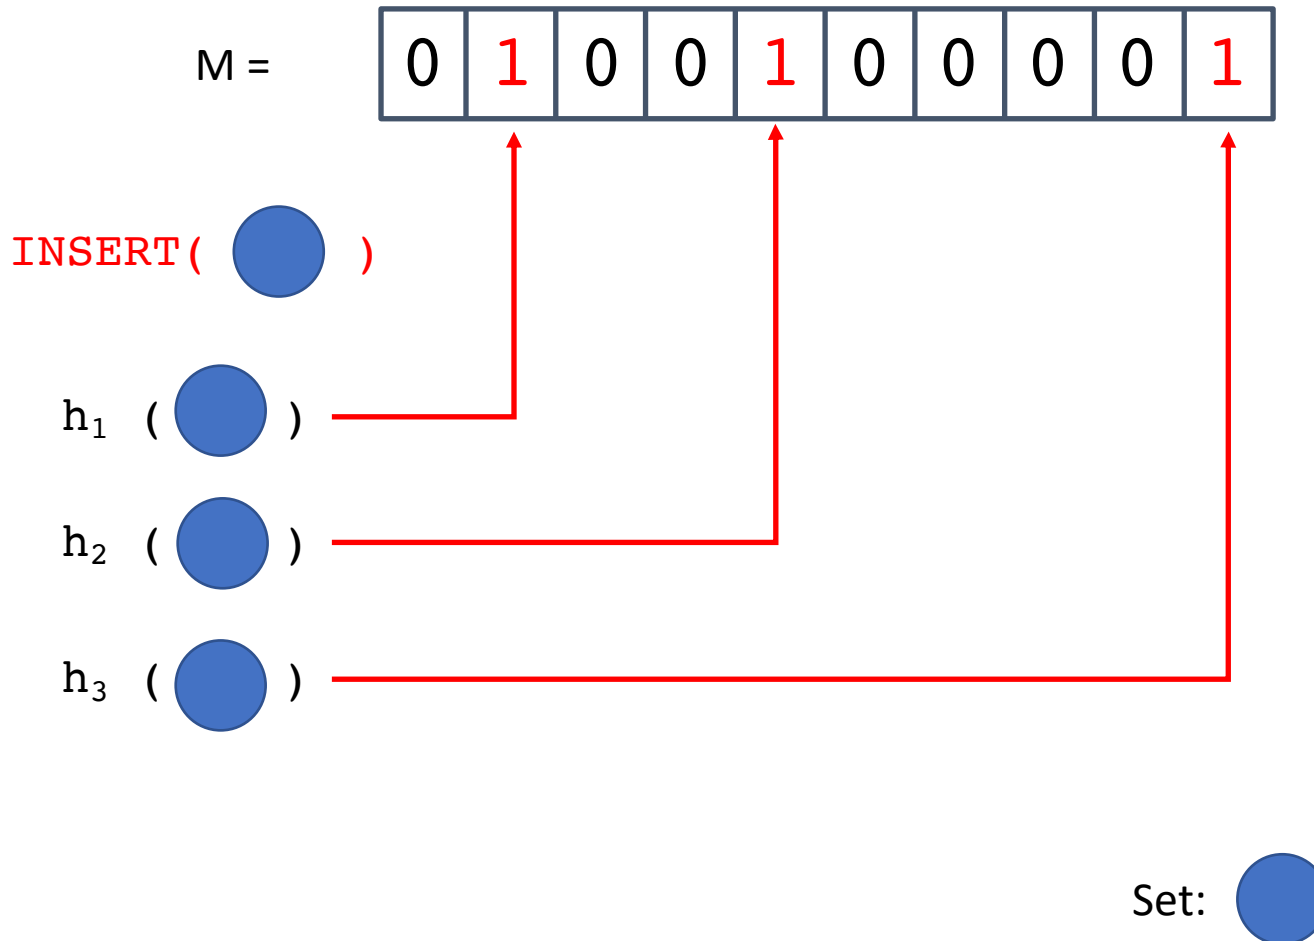 M = 0 1 0 0 1 0 0 0 0 1
INSERT( )
h₁ ( )
h₂ ( )
h₃ ( )
Set: